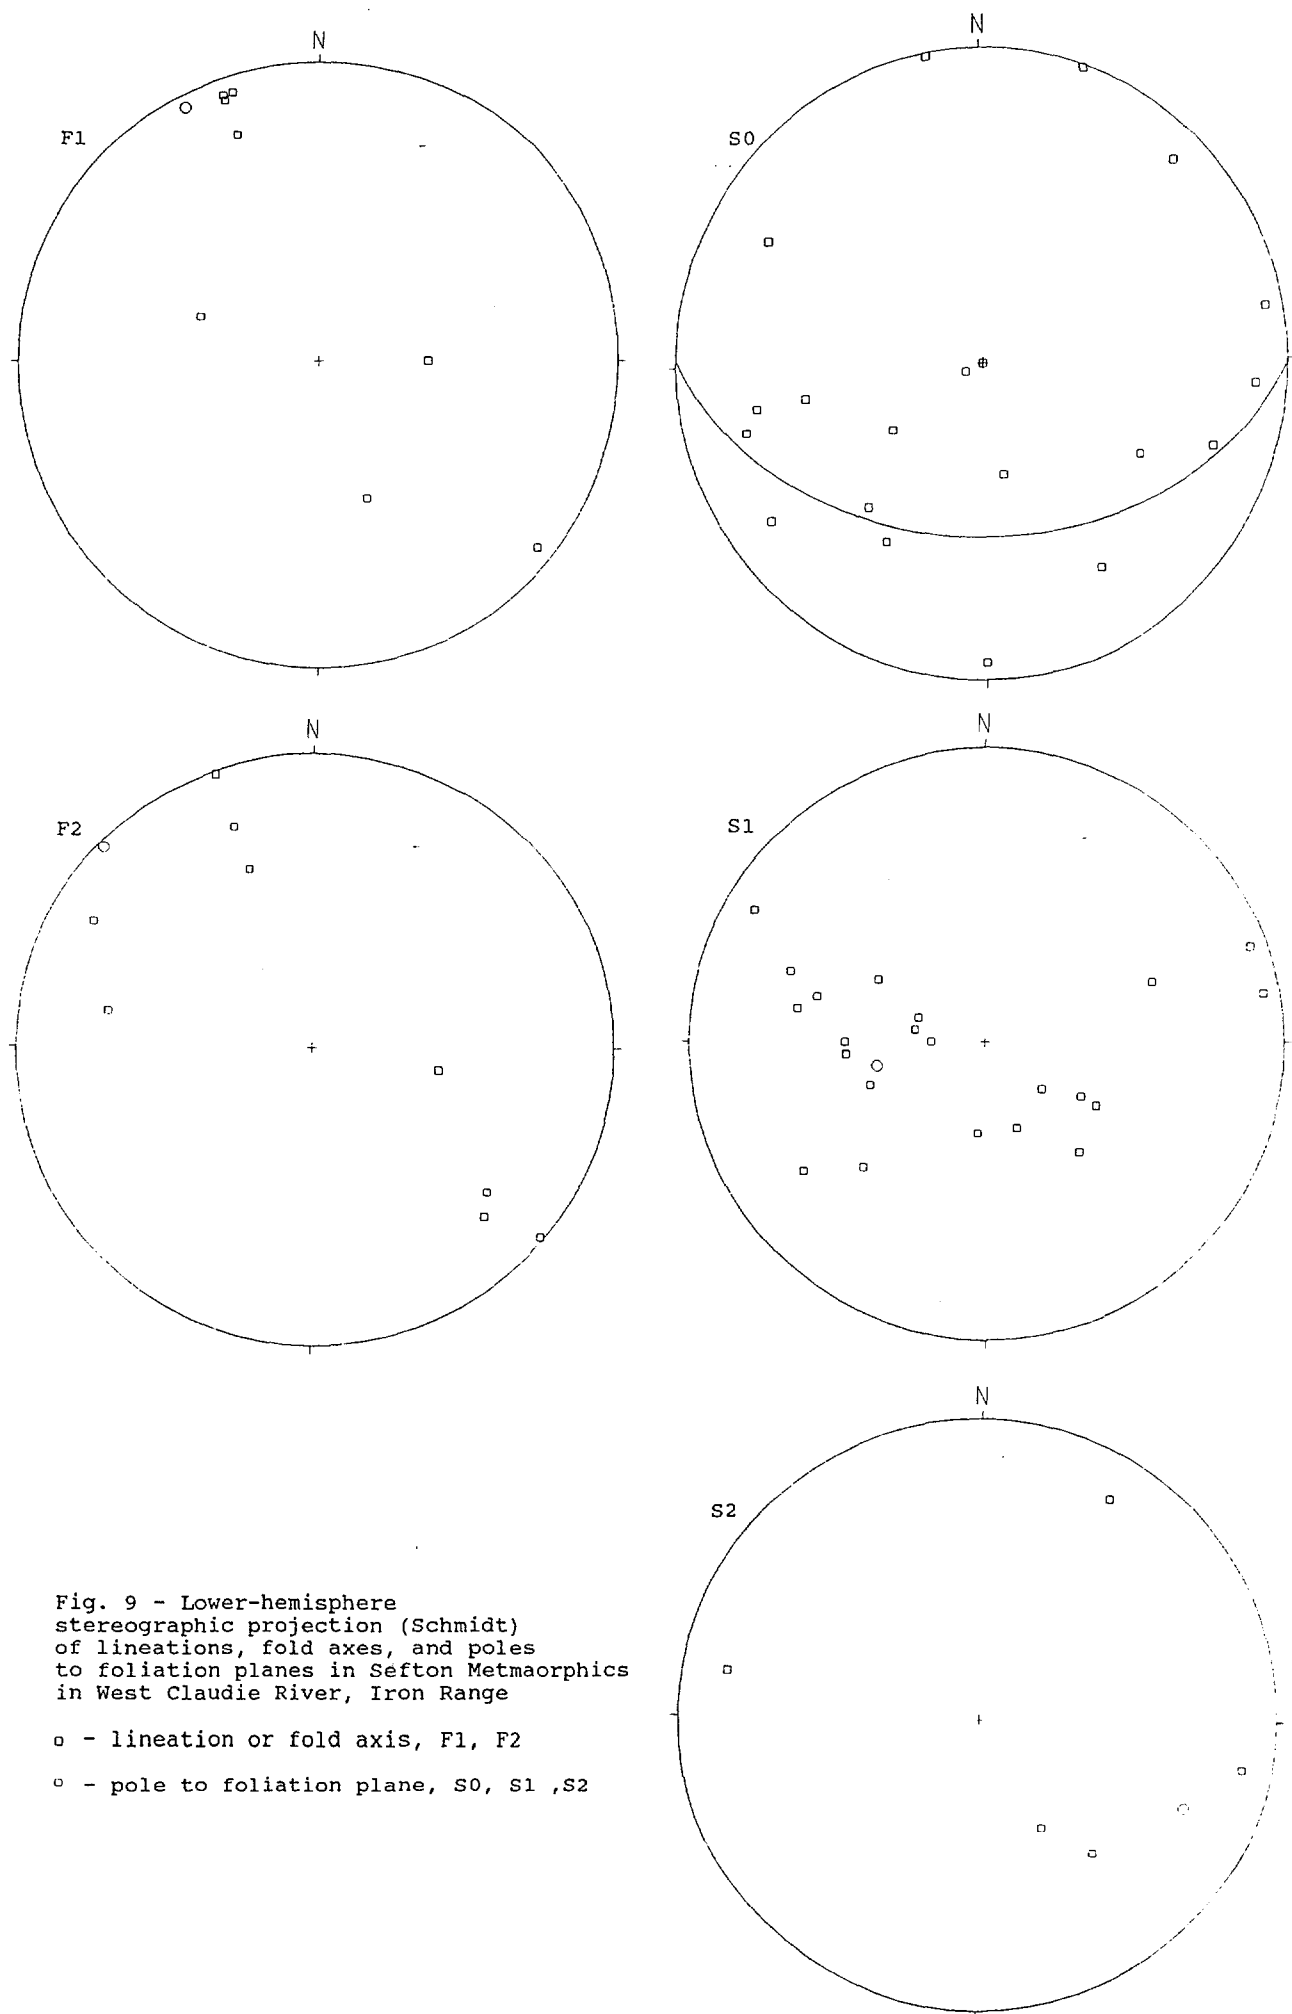 N
F1
N
S0
N
F2
N
S1
N
S2
Fig. 9 - Lower-hemisphere
stereographic projection (Schmidt)
of lineations, fold axes, and poles
to foliation planes in Sefton Metmaorphics
in West Claudie River, Iron Range
- lineation or fold axis, F1, F2
- pole to foliation plane, S0, S1 ,S2